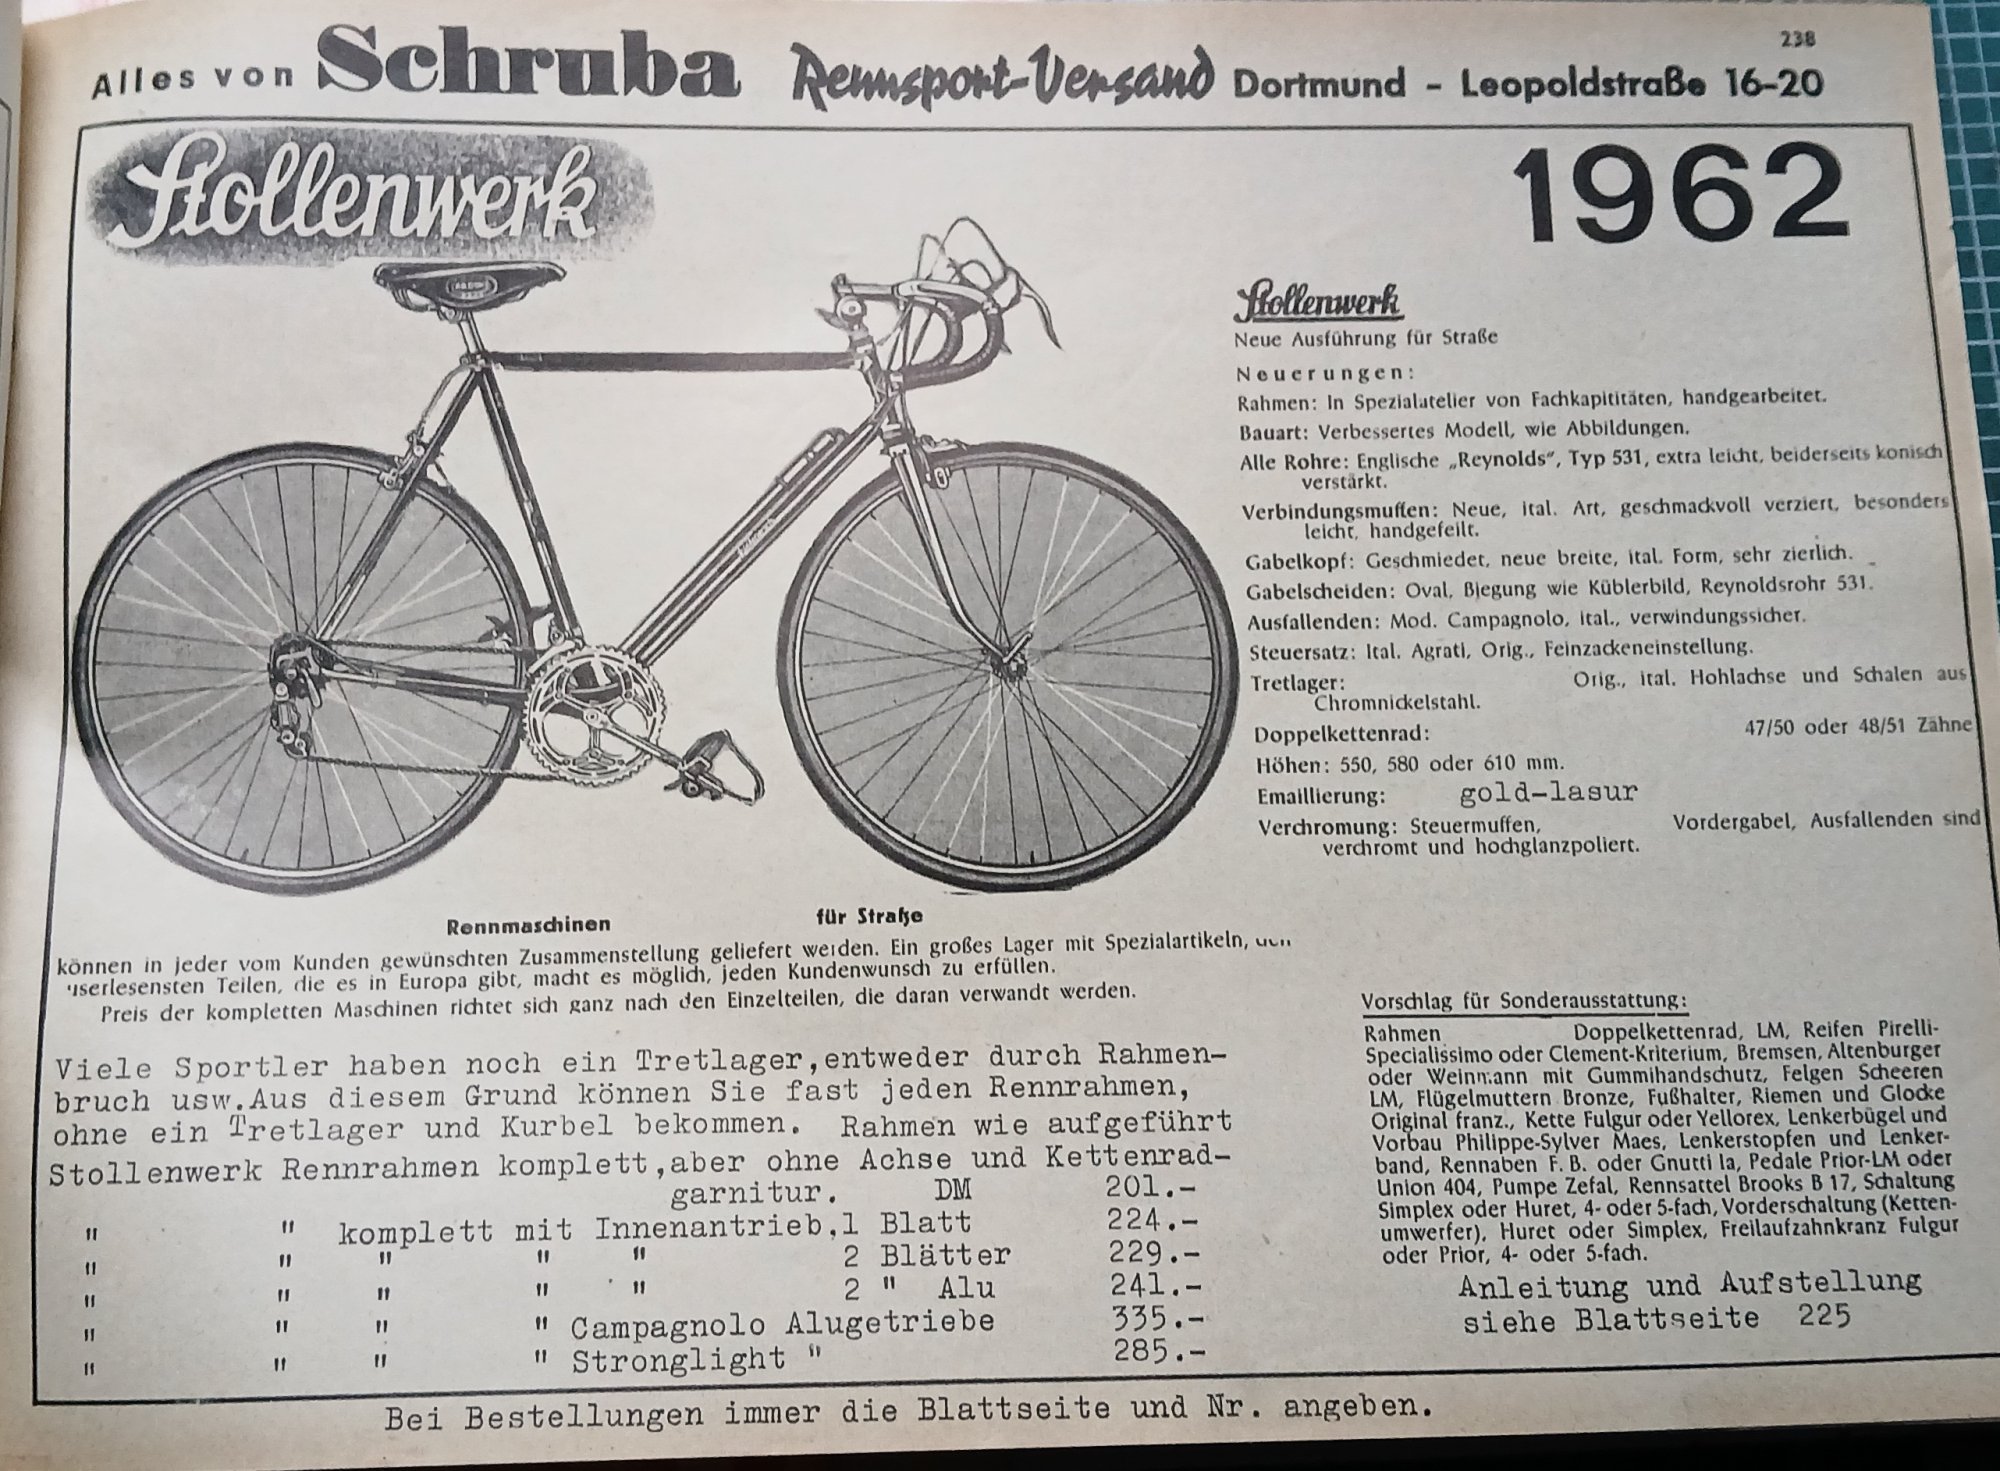 238
Alles von Schruba Rennsport-Versand Dortmund - Leopoldstraße 16-20
Stollenwerk
1962
Stollenwerk
Neue Ausführung für Straße
Neuerungen:
Rahmen: In Spezialatelier von Fachkapititäten, handgearbeitet.
Bauart: Verbessertes Modell, wie Abbildungen.
Alle Rohre: Englische „Reynolds“, Typ 531, extra leicht, beiderseits konisch
verstärkt.
Verbindungsmuffen: Neue, ital. Art, geschmackvoll verziert, besonders
leicht, handgefeilt.
Gabelkopf: Geschmiedet, neue breite, ital. Form, sehr zierlich.
Gabelscheiden: Oval, Biegung wie Küblerbild, Reynoldsrohr 531.
Ausfallenden: Mod. Campagnolo, ital., verwindungssicher.
Steuersatz: Ital. Agrati, Orig., Feinzackeneinstellung.
Tretlager: Orig., ital. Hohlachse und Schalen aus
Chromnickelstahl.
Doppelkettenrad: 47/50 oder 48/51 Zähne
Höhen: 550, 580 oder 610 mm.
Emaillierung: gold-lasur
Verchromung: Steuermuffen, Vordergabel, Ausfallenden sind
verchromt und hochglanzpoliert.
Rennmaschinen für Straße
können in jeder vom Kunden gewünschten Zusammenstellung geliefert werden. Ein großes Lager mit Spezialartikeln, den
userlesensten Teilen, die es in Europa gibt, macht es möglich, jeden Kundenwunsch zu erfüllen.
Preis der kompletten Maschinen richtet sich ganz nach den Einzelteilen, die daran verwandt werden.
Viele Sportler haben noch ein Tretlager,entweder durch Rahmen-
bruch usw.Aus diesem Grund können Sie fast jeden Rennrahmen,
ohne ein Tretlager und Kurbel bekommen. Rahmen wie aufgeführt
Stollenwerk Rennrahmen komplett,aber ohne Achse und Kettenrad-
garnitur. DM 201.-
" " komplett mit Innenantrieb,1 Blatt 224.-
" " " " " 2 Blätter 229.-
" " " " " 2 " Alu 241.-
" " " " Campagnolo Alugetriebe 335.-
" " " " Stronglight " 285.-
Vorschlag für Sonderausstattung:
Rahmen Doppelkettenrad, LM, Reifen Pirelli-
Specialissimo oder Clement-Kriterium, Bremsen, Altenburger
oder Weinmann mit Gummihandschutz, Felgen Scheeren
LM, Flügelmuttern Bronze, Fußhalter, Riemen und Glocke
Original franz., Kette Fulgur oder Yellorex, Lenkerbügel und
Vorbau Philippe-Sylver Maes, Lenkerstopfen und Lenker-
band, Rennaben F. B. oder Gnutti Ia, Pedale Prior-LM oder
Union 404, Pumpe Zefal, Rennsattel Brooks B 17, Schaltung
Simplex oder Huret, 4- oder 5-fach, Vorderschaltung (Ketten-
umwerfer), Huret oder Simplex, Freilaufzahnkranz Fulgur
oder Prior, 4- oder 5-fach.
Anleitung und Aufstellung
siehe Blattseite 225
Bei Bestellungen immer die Blattseite und Nr. angeben.